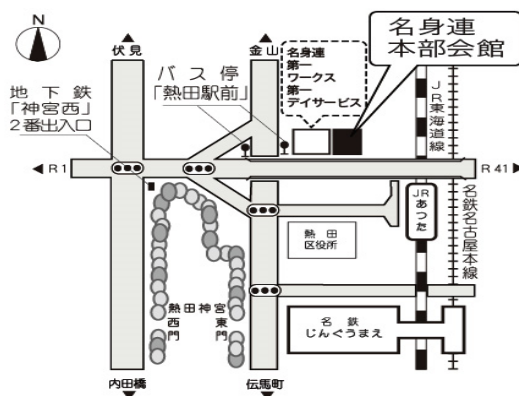 N
伏見
金山
名身連
第一
ワークス
第一
デイサービス
名身連
本部会館
地下鉄
「神宮西」
2番出入口
バス停
「熱田駅前」
JR東海道線
R1
R41
JR
あつた
名鉄名古屋本線
熱田
区役所
熱田神宮
西門
東門
名鉄
じんぐうまえ
内田橋
伝馬町